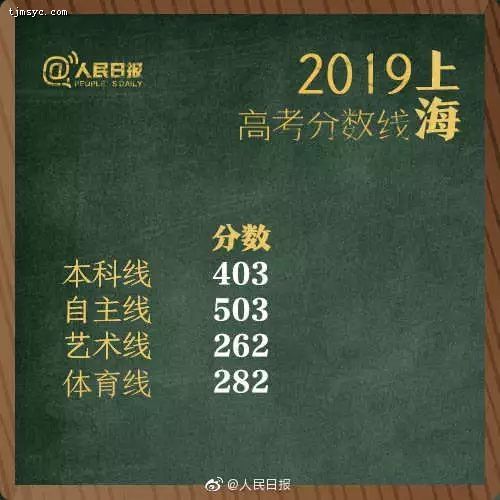 tjmsyc.com
@人民日报
PEOPLE'S DAILY
2019上海
高考分数线
分数
本科线 403
自主线 503
艺术线 262
体育线 282
@人民日报